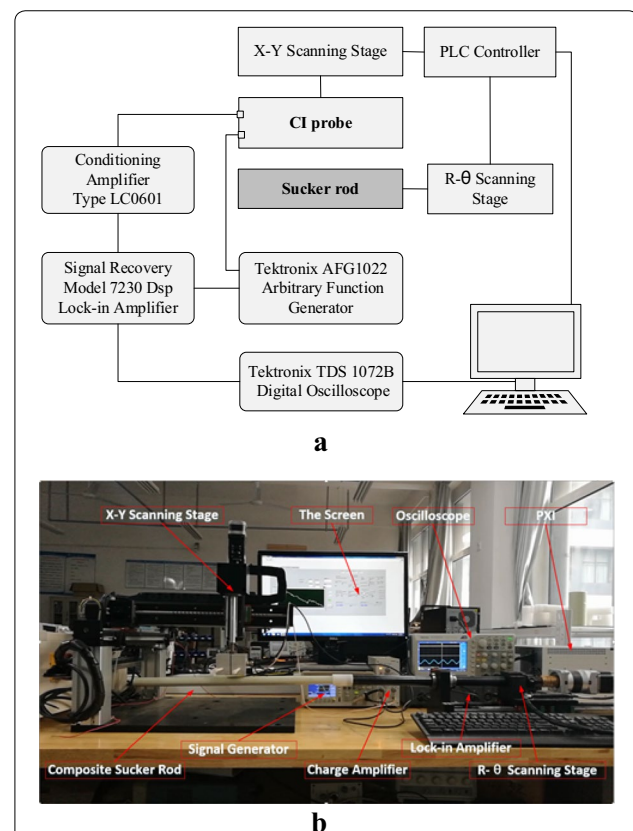 X-Y Scanning Stage
PLC Controller
CI probe
Conditioning
Amplifier
Type LC0601
Sucker rod
R-θ Scanning
Stage
Signal Recovery
Model 7230 Dsp
Lock-in Amplifier
Tektronix AFG1022
Arbitrary Function
Generator
Tektronix TDS 1072B
Digital Oscilloscope
a
X-Y Scanning Stage
The Screen
Oscilloscope
PXI
Signal Generator
Lock-in Amplifier
Composite Sucker Rod
Charge Amplifier
R- θ Scanning Stage
b